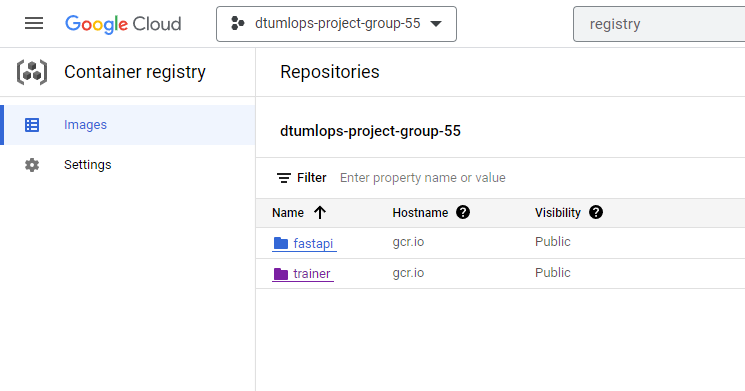 Google Cloud dtumlops-project-group-55 registry
Container registry Repositories
Images
Settings
dtumlops-project-group-55
Filter Enter property name or value
Name Hostname Visibility
fastapi gcr.io Public
trainer gcr.io Public